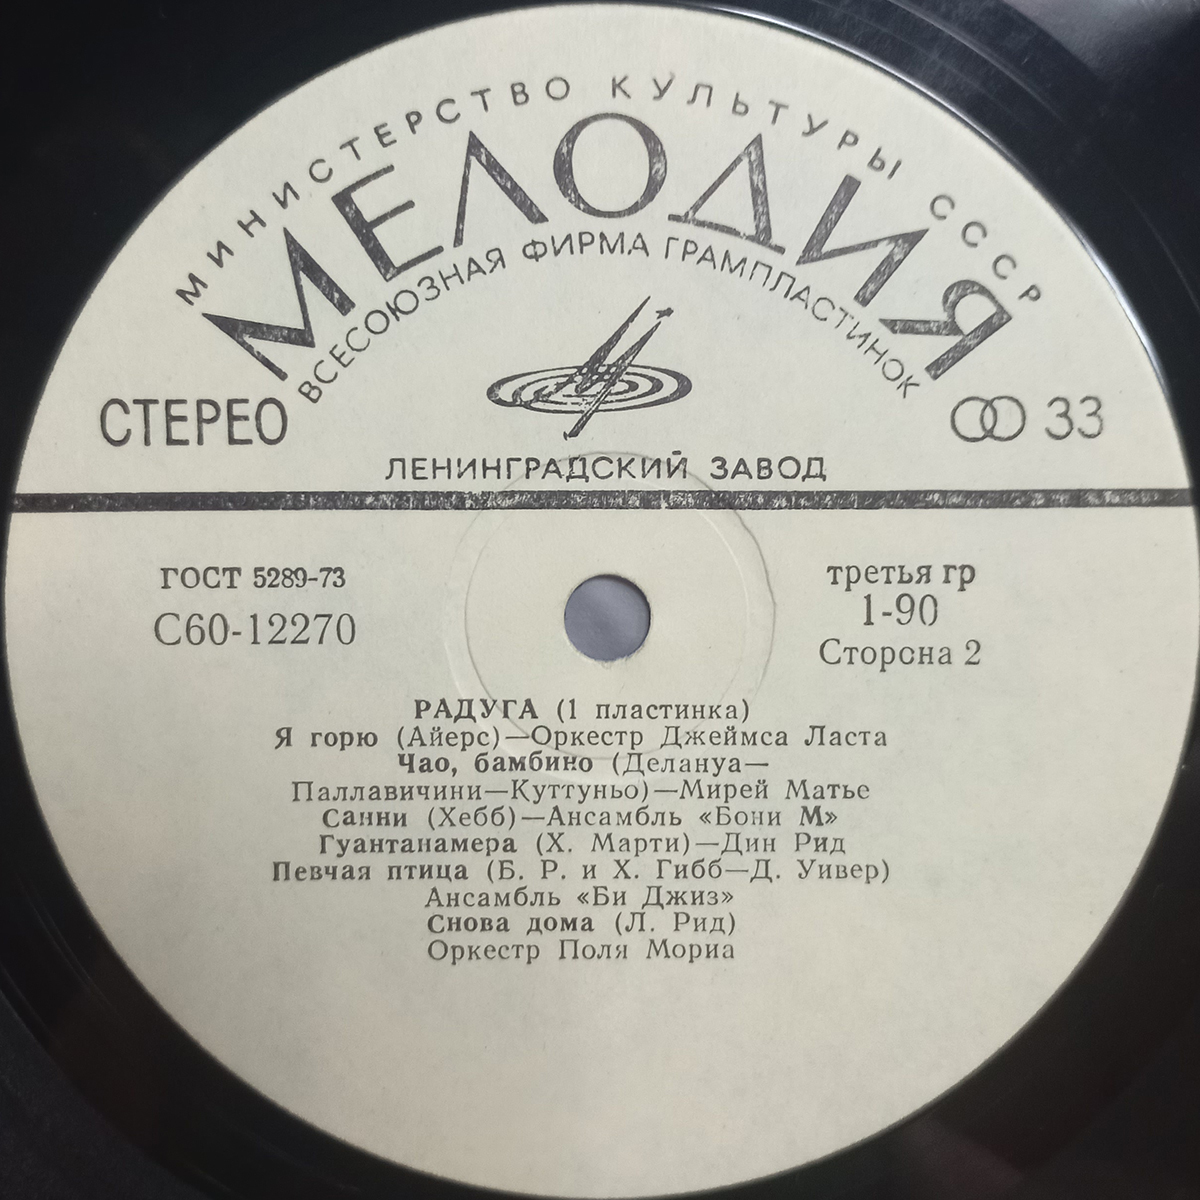 МИНИСТЕРСТВО КУЛЬТУРЫ СССР
МЕЛОДИЯ
ВСЕСОЮЗНАЯ ФИРМА ГРАМПЛАСТИНОК
СТЕРЕО
33
ЛЕНИНГРАДСКИЙ ЗАВОД
ГОСТ 5289-73
С60-12270
третья гр
1-90
Сторона 2
РАДУГА (1 пластинка)
Я горю (Айерс)—Оркестр Джеймса Ласта
Чао, бамбино (Делануа—
Паллавичини—Куттуньо)—Мирей Матье
Санни (Хебб)—Ансамбль «Бони М»
Гуантанамера (Х. Марти)—Дин Рид
Певчая птица (Б. Р. и Х. Гибб—Д. Уивер)
Ансамбль «Би Джиз»
Снова дома (Л. Рид)
Оркестр Поля Мориа